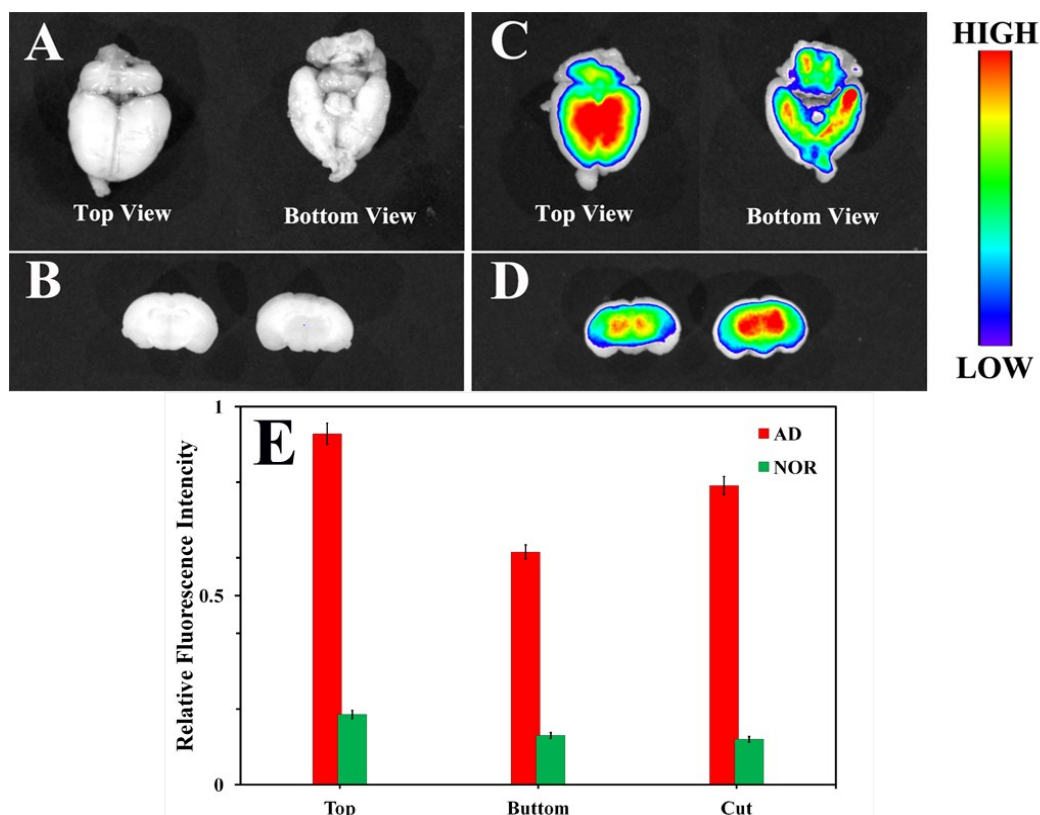 A
Top View
Bottom View
C
Top View
Bottom View
HIGH
LOW
B
D
E
AD
NOR
Relative Fluorescence Intencity
1
0.5
0
Top
Buttom
Cut